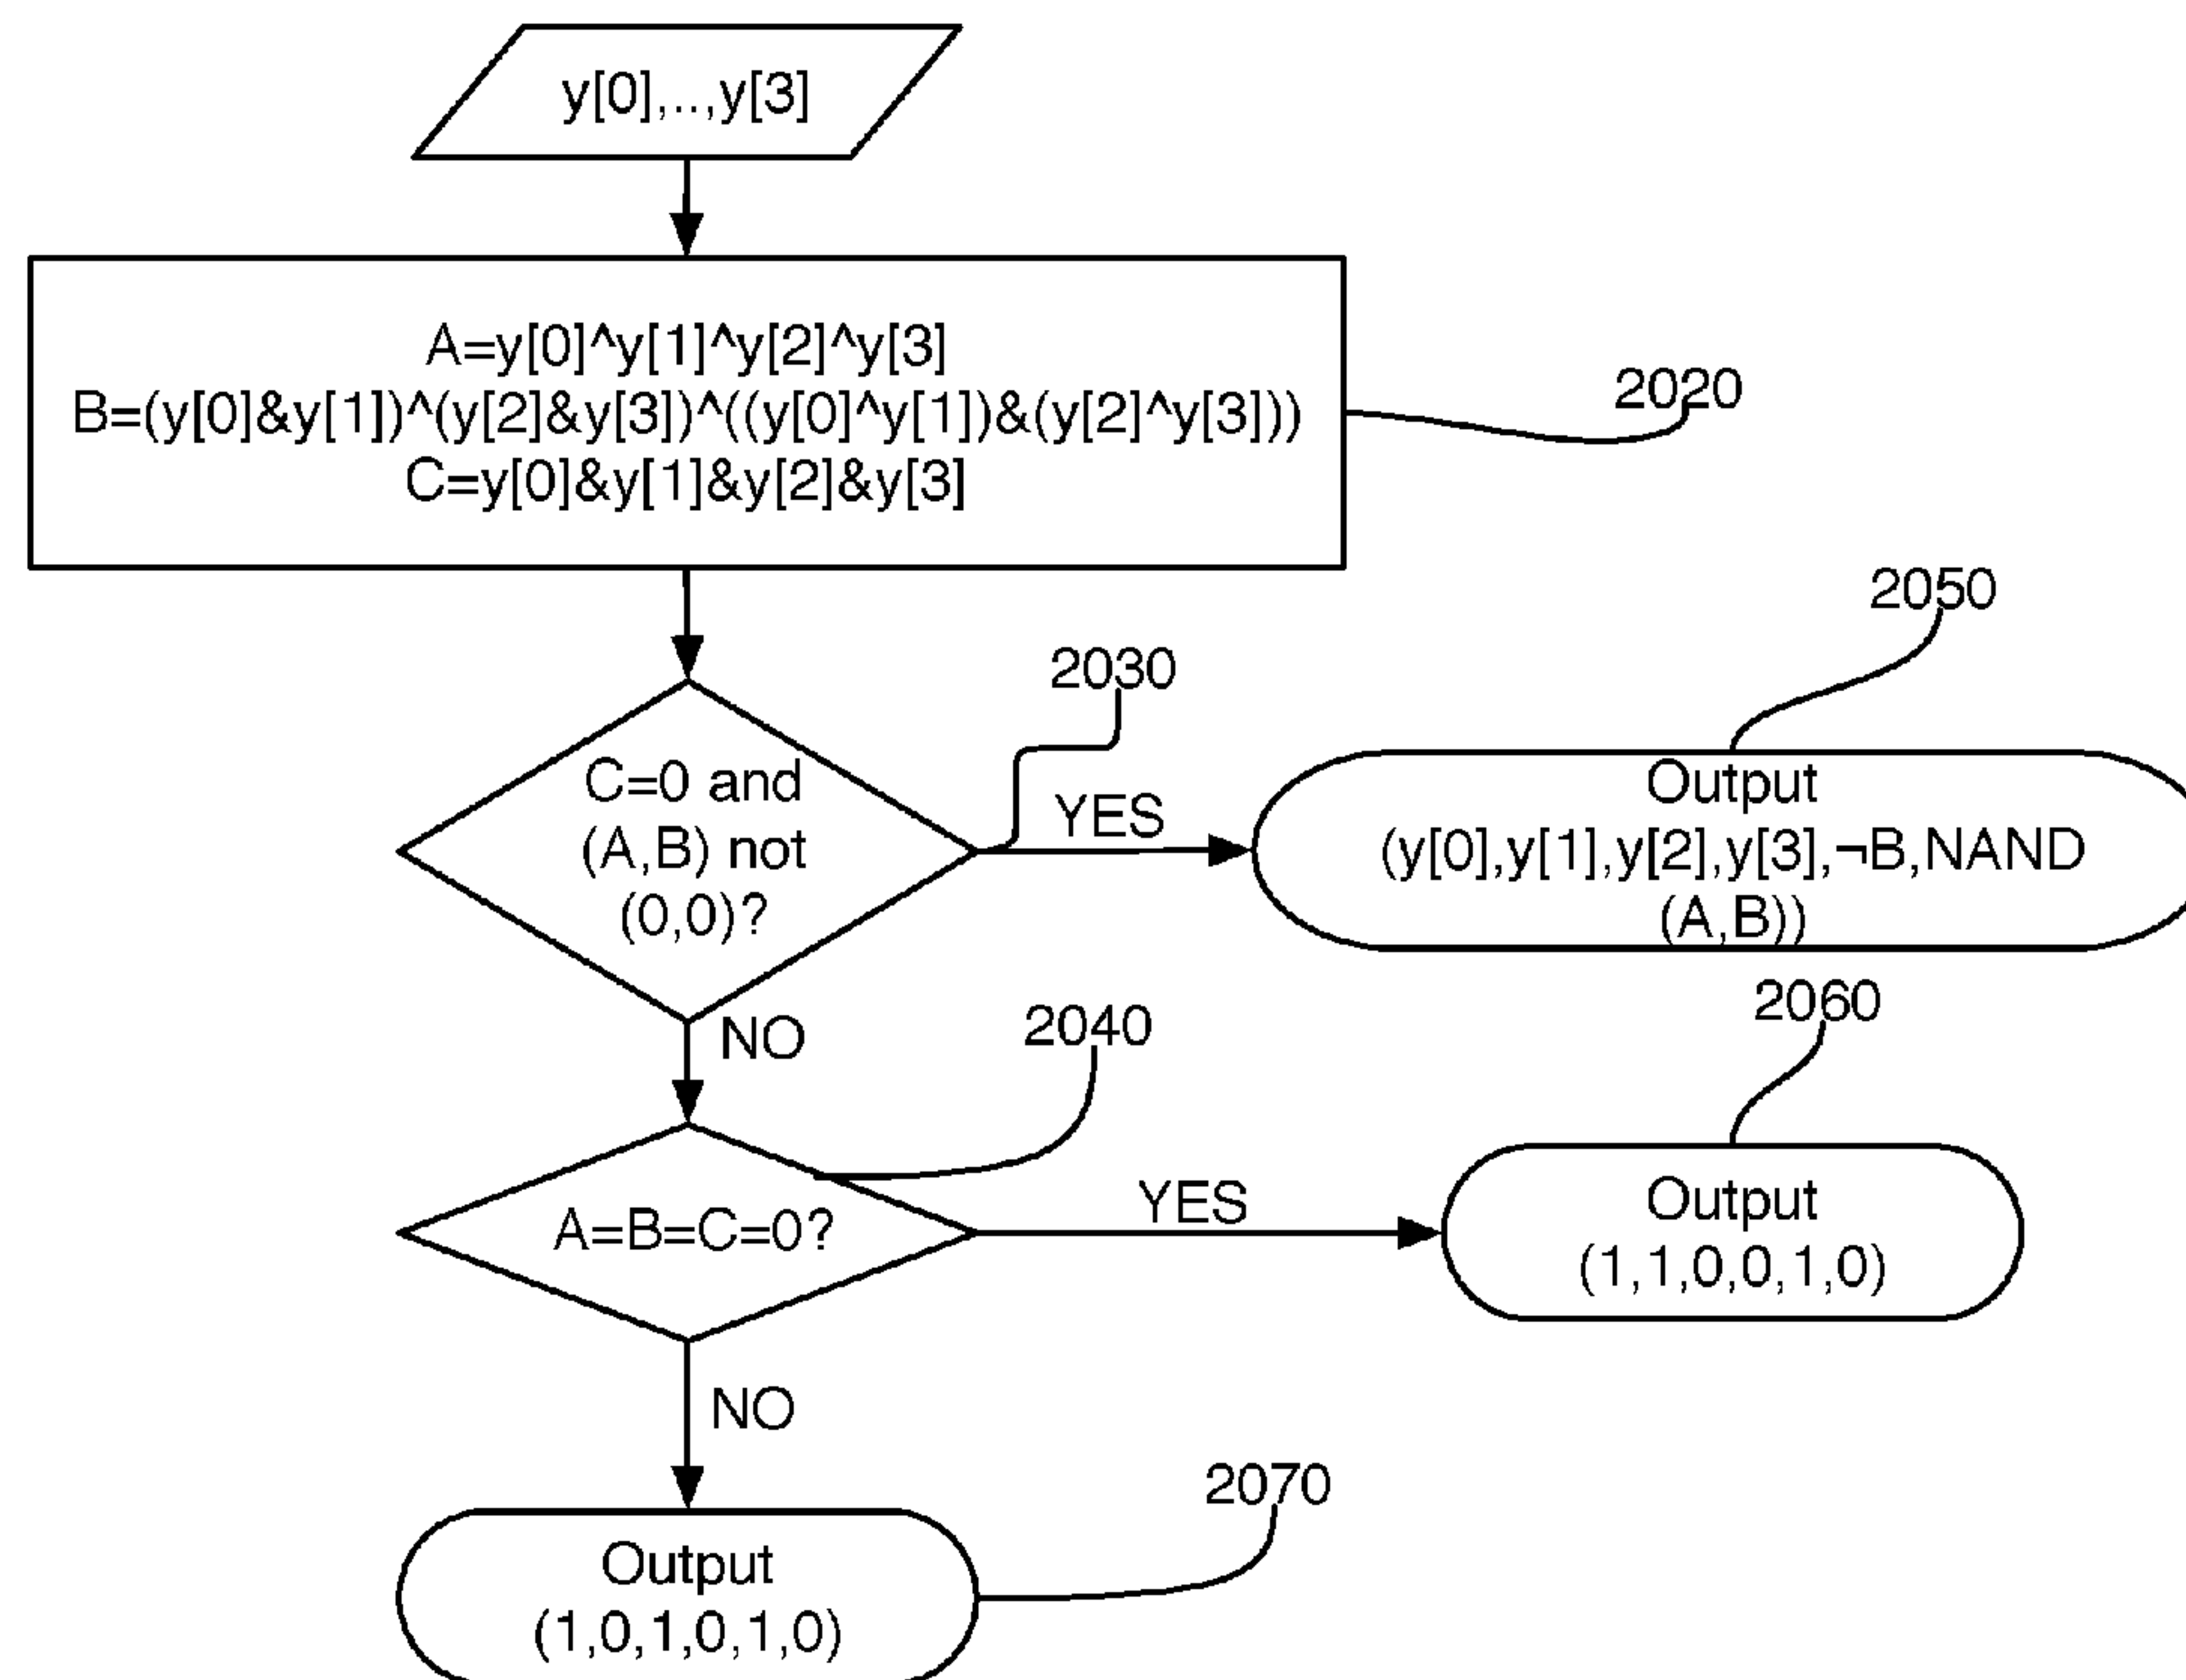 y[0],..,y[3]
A=y[0]^y[1]^y[2]^y[3]
B=(y[0]&y[1])^(y[2]&y[3])^((y[0]^y[1])&(y[2]^y[3]))
C=y[0]&y[1]&y[2]&y[3]
2020
2050
2030
C=0 and
(A,B) not
(0,0)?
YES
Output
(y[0],y[1],y[2],y[3],¬B,NAND
(A,B))
NO
2040
2060
A=B=C=0?
YES
Output
(1,1,0,0,1,0)
NO
2070
Output
(1,0,1,0,1,0)